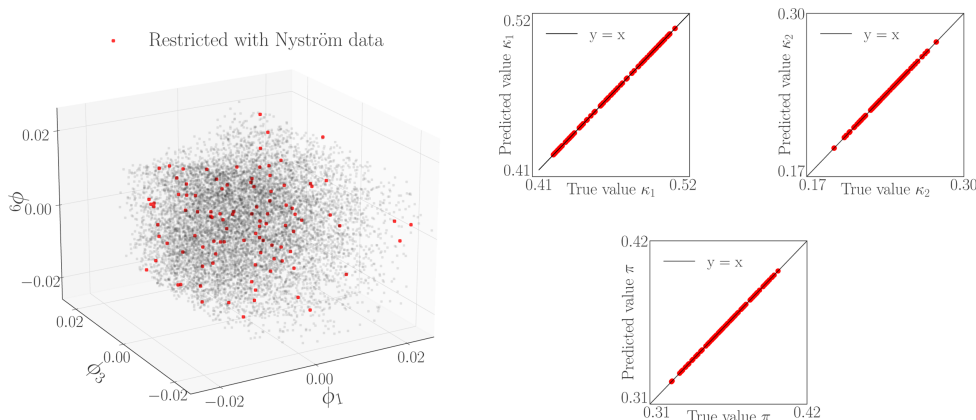 Restricted with Nyström data
0.02
0.00
−0.02
ϕ9
0.02
0.00
−0.02
ϕ3
−0.02
0.00
0.02
ϕ1
0.52
y = x
Predicted value κ1
0.41
0.41
0.52
True value κ1
0.30
y = x
Predicted value κ2
0.17
0.17
0.30
True value κ2
0.42
y = x
Predicted value π
0.31
0.31
0.42
True value π